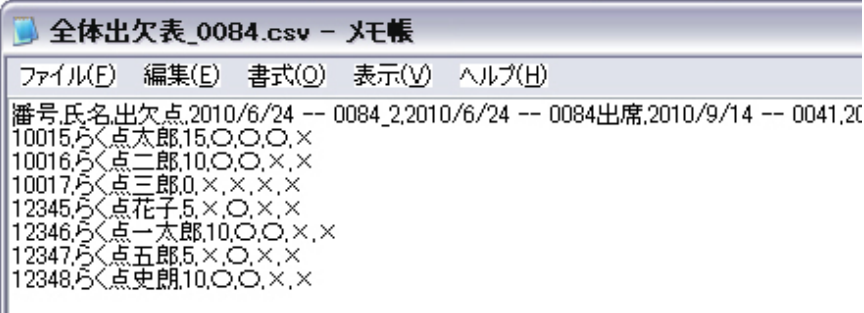 全体出欠表_0084.csv - メモ帳
ファイル(F) 編集(E) 書式(O) 表示(V) ヘルプ(H)
番号,氏名,出欠点,2010/6/24 -- 0084_2,2010/6/24 -- 0084出席,2010/9/14 -- 0041,20
10015,らく点太郎,15,○,○,○,×
10016,らく点二郎,10,○,○,×,×
10017,らく点三郎,0,×,×,×,×
12345,らく点花子,5,×,○,×,×
12346,らく点一太郎,10,○,○,×,×
12347,らく点五郎,5,×,○,×,×
12348,らく点史朗,10,○,○,×,×